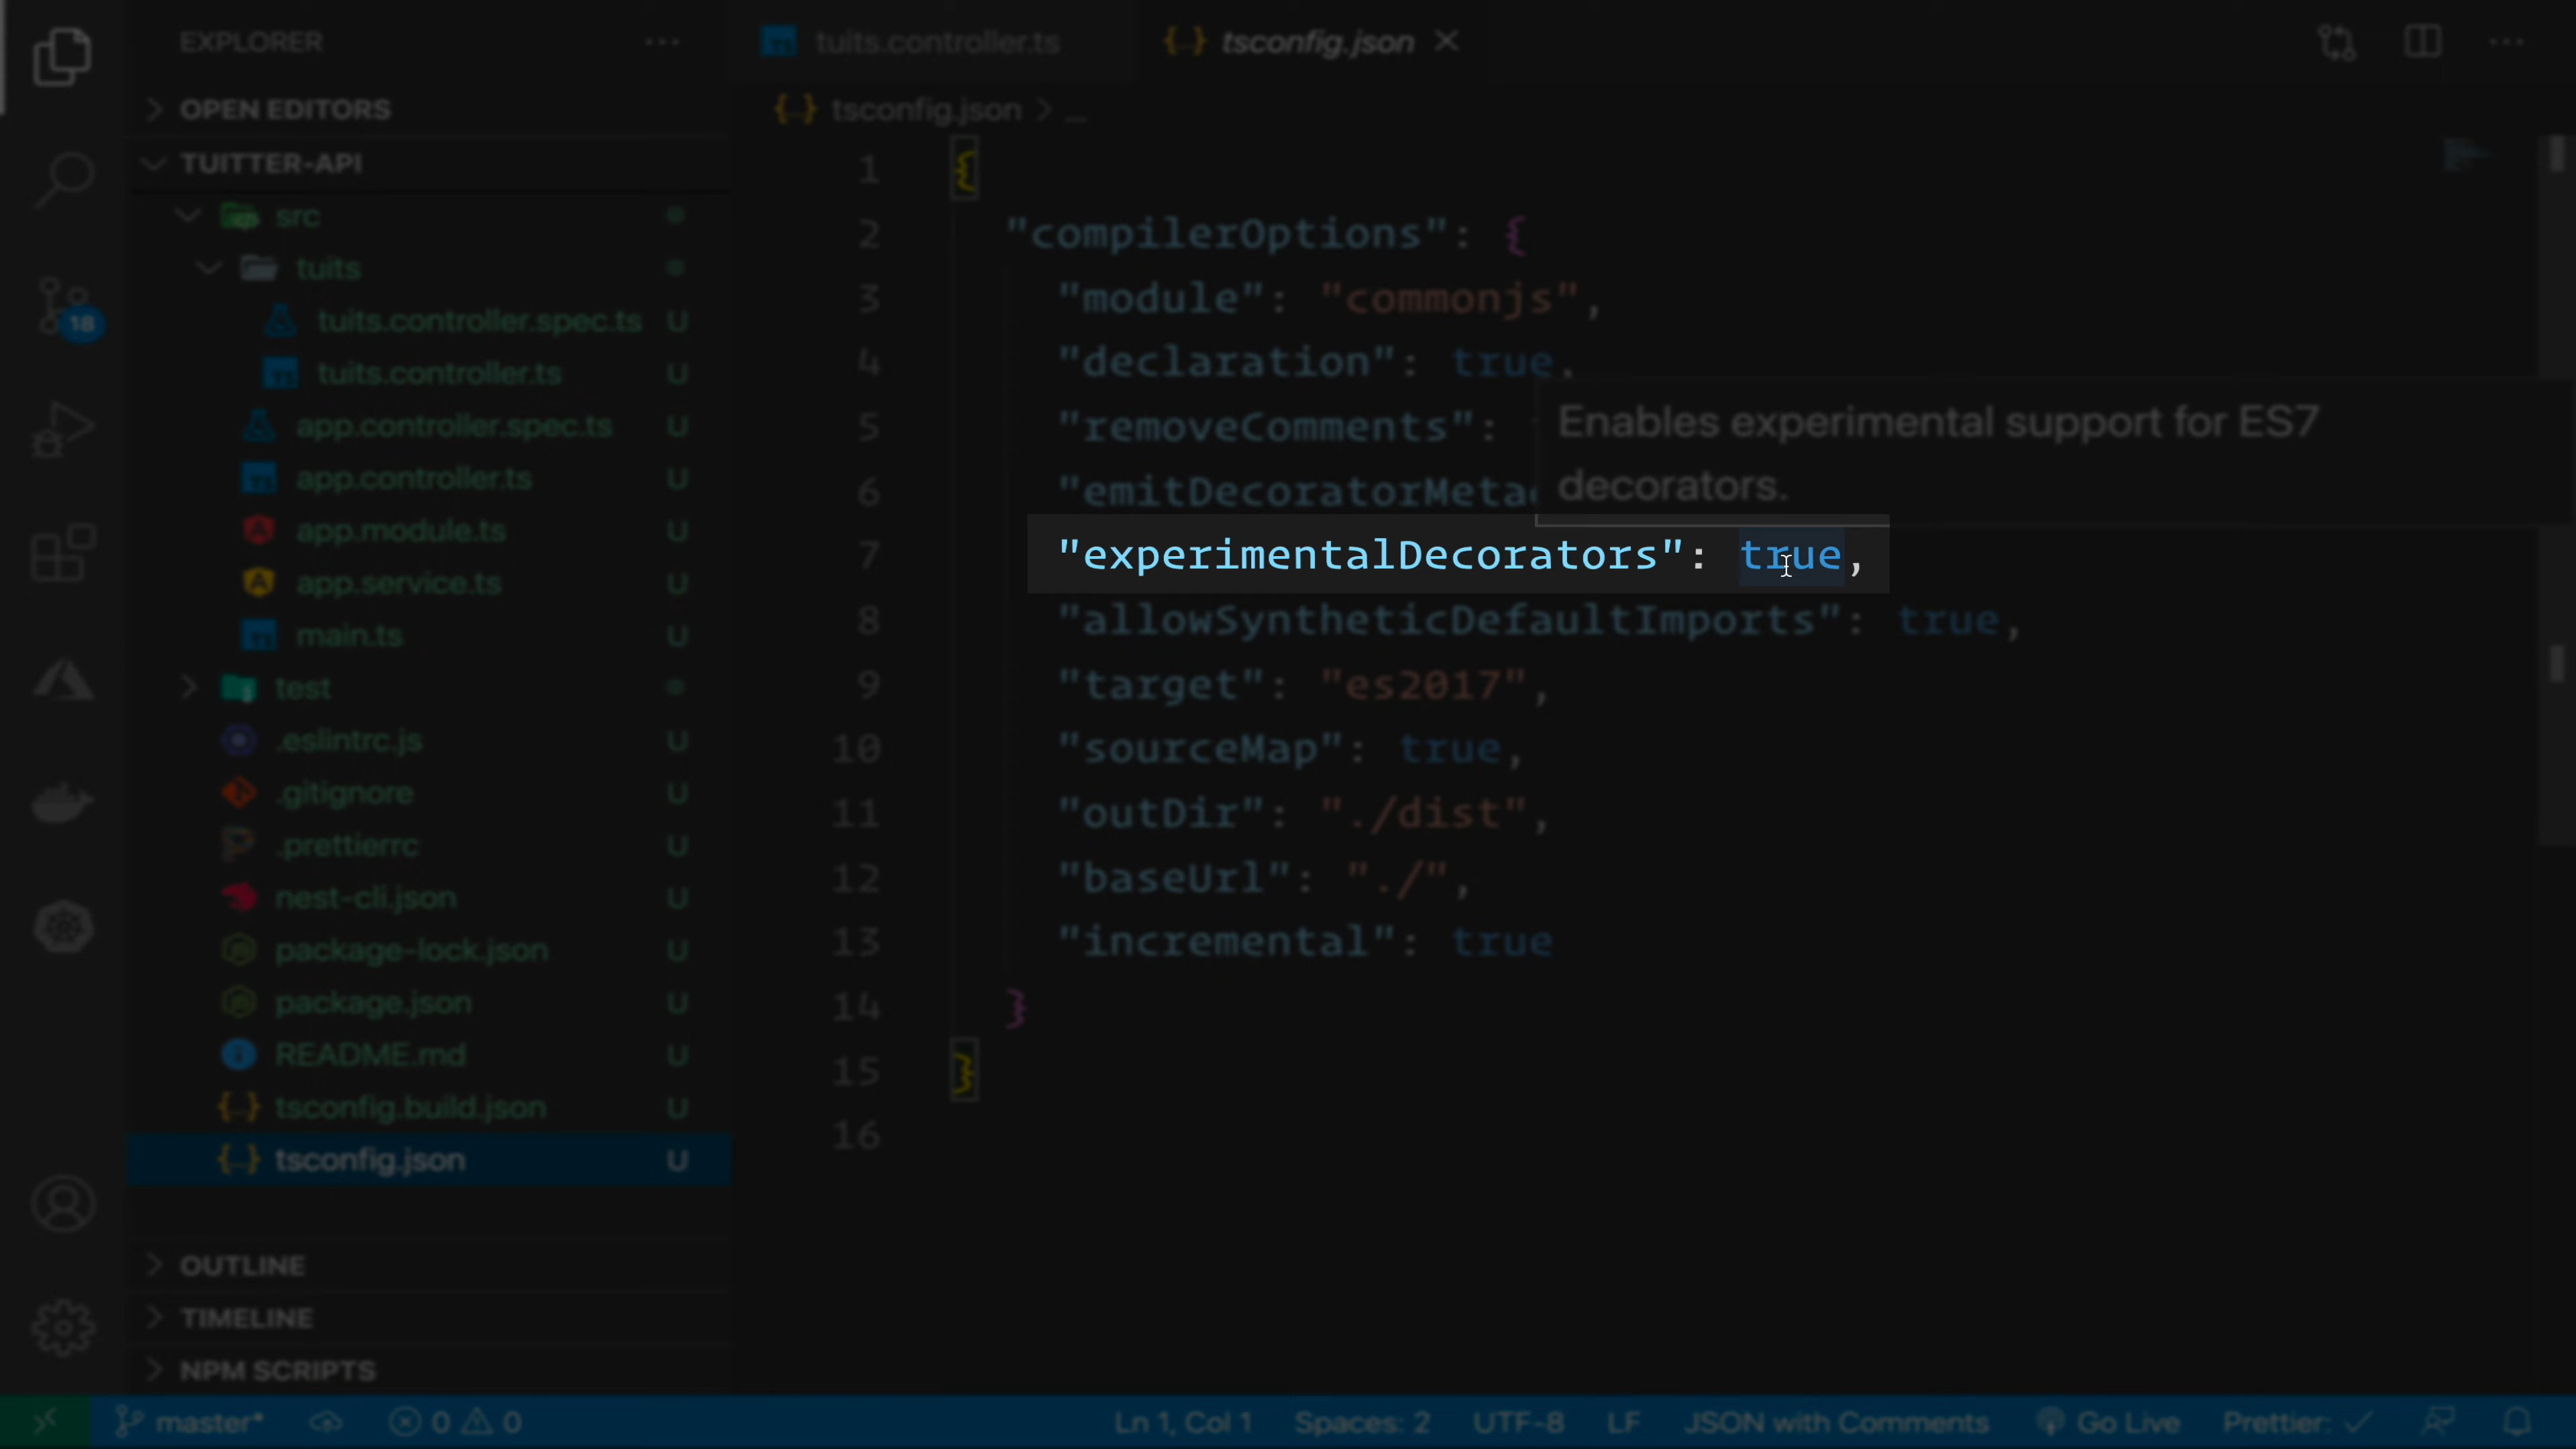 EXPLORER
OPEN EDITORS
TUITTER-API
src
tuits
tuits.controller.spec.ts U
tuits.controller.ts U
app.controller.spec.ts U
app.controller.ts U
app.module.ts U
app.service.ts U
main.ts U
test
.eslintrc.js U
.gitignore U
.prettierrc U
nest-cli.json U
package-lock.json U
package.json U
README.md U
tsconfig.build.json U
tsconfig.json U
OUTLINE
TIMELINE
NPM SCRIPTS
18
TS tuits.controller.ts {..} tsconfig.json ×
{..} tsconfig.json > ...
1 {
2 "compilerOptions": {
3 "module": "commonjs",
4 "declaration": true,
5 "removeComments":
6 "emitDecoratorMetad
Enables experimental support for ES7
decorators.
7 "experimentalDecorators": true,
8 "allowSyntheticDefaultImports": true,
9 "target": "es2017",
10 "sourceMap": true,
11 "outDir": "./dist",
12 "baseUrl": "./",
13 "incremental": true
14 }
15 }
16
master* 0 0 Ln 1, Col 1 Spaces: 2 UTF-8 LF JSON with Comments Go Live Prettier: ✓